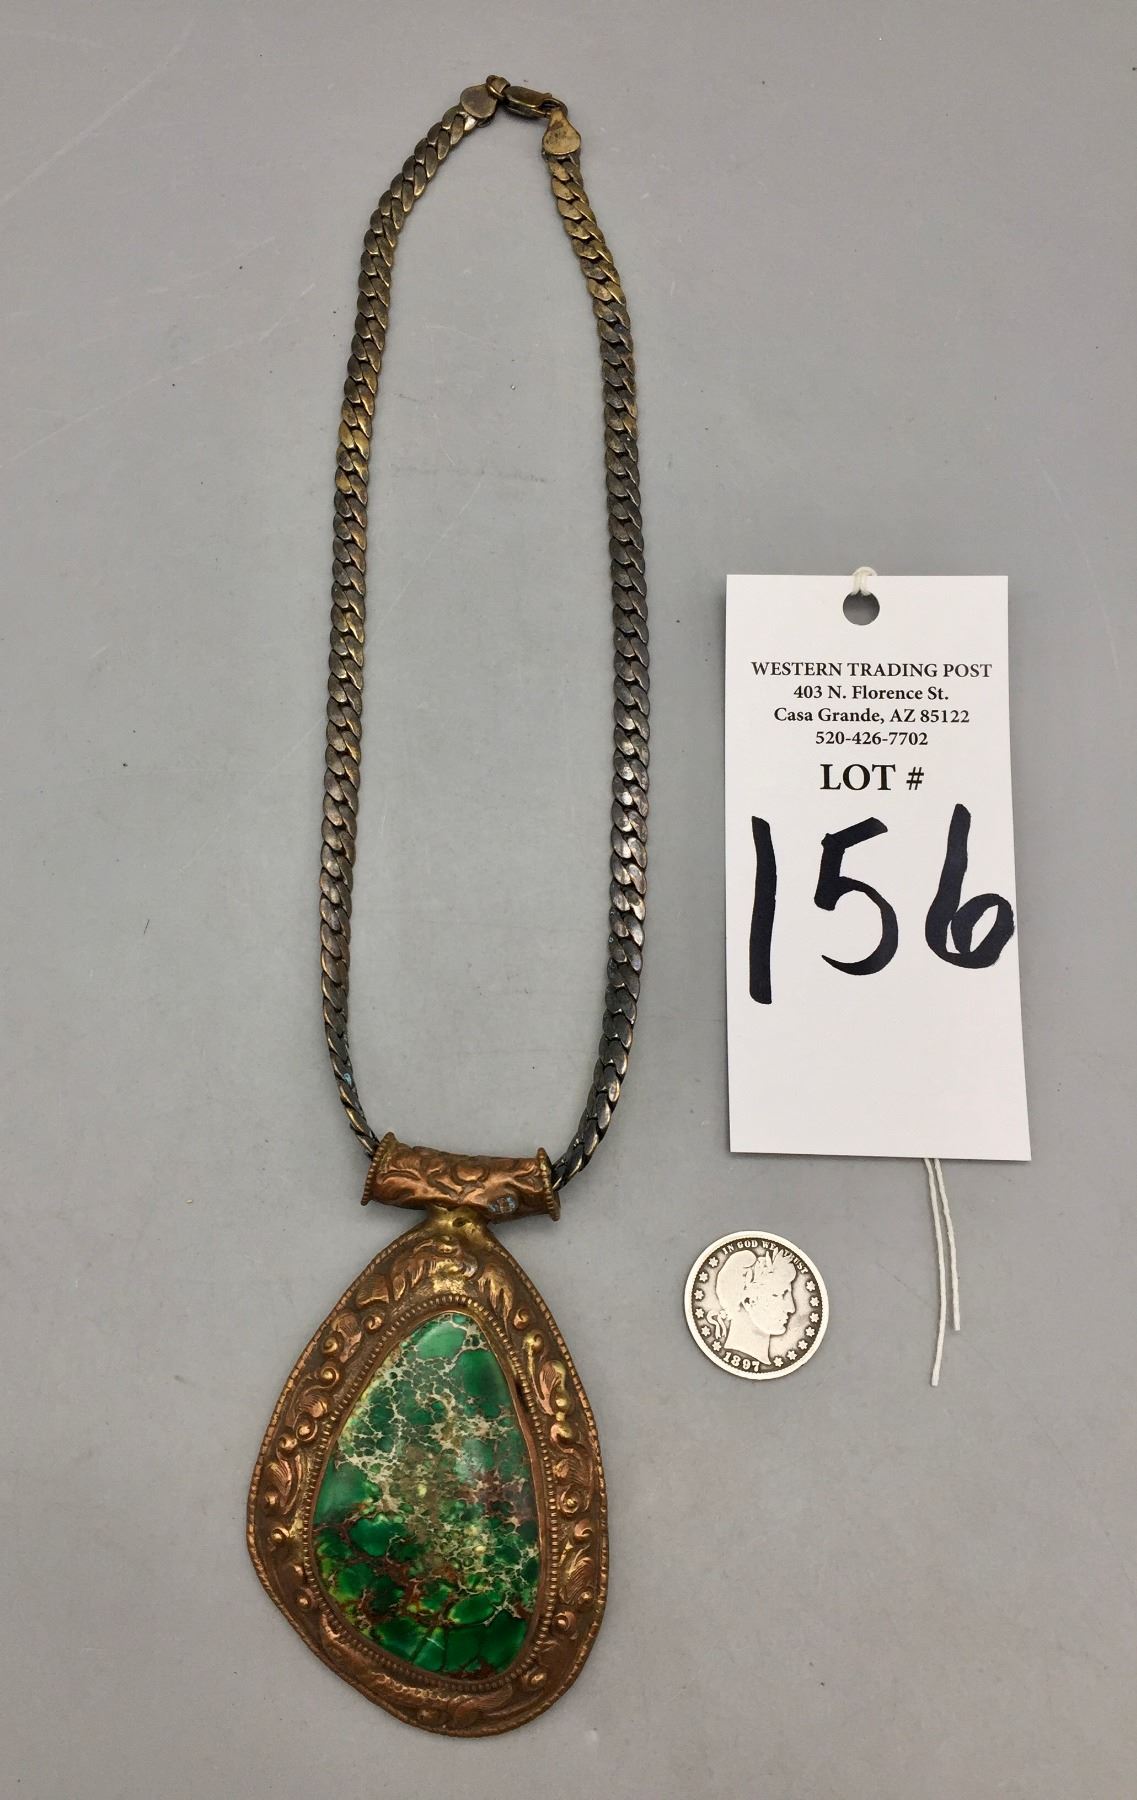 WESTERN TRADING POST
403 N. Florence St.
Casa Grande, AZ 85122
520-426-7702
LOT #
156
IN GOD WE TRUST
1897